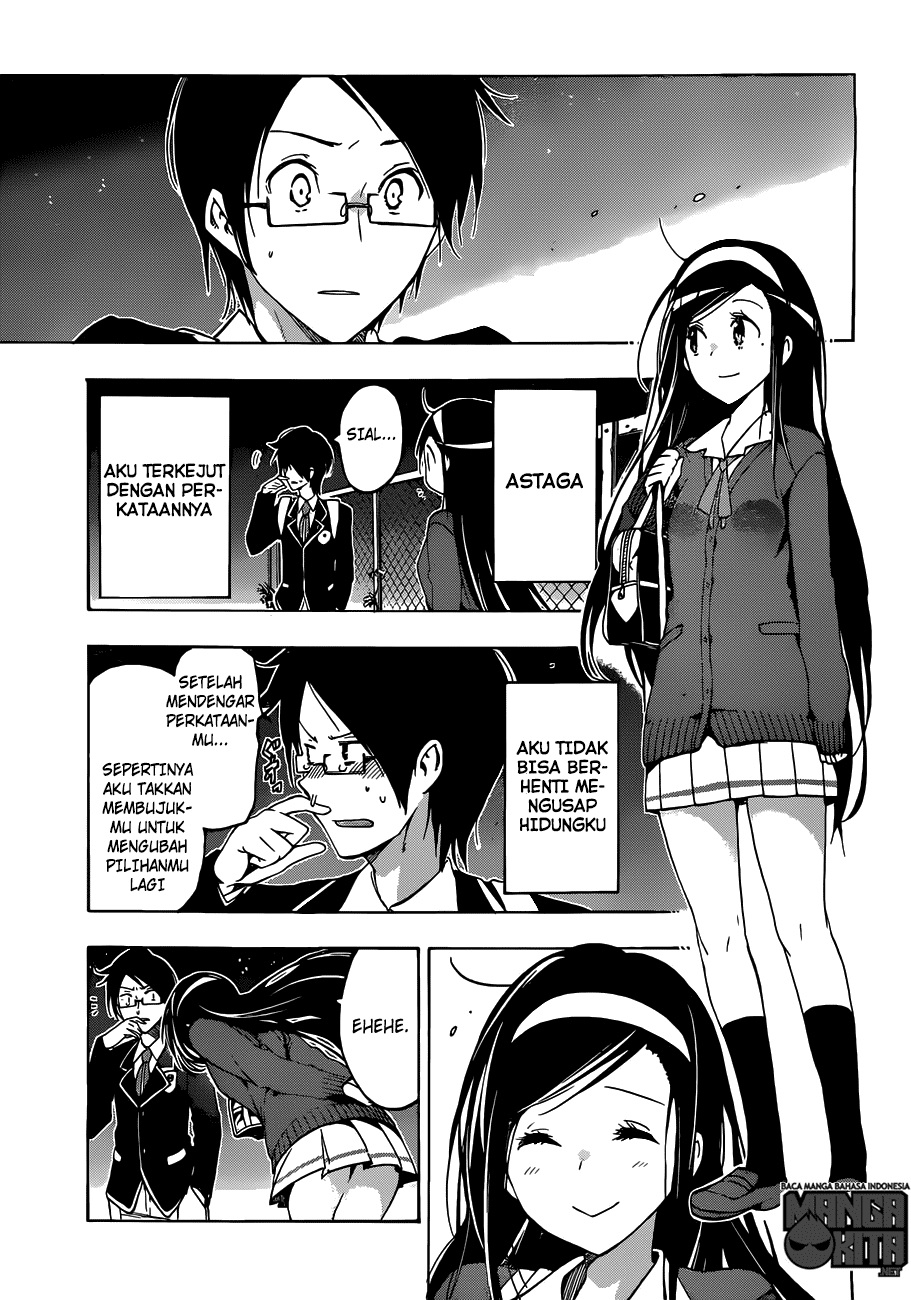 ASTAGA
SIAL...
AKU TERKEJUT
DENGAN PER-
KATAANNYA
AKU TIDAK
BISA BER-
HENTI ME-
NGUSAP
HIDUNGKU
SETELAH
MENDENGAR
PERKATAAN-
MU...
SEPERTINYA
AKU TAKKAN
MEMBUJUK-
MU UNTUK
MENGUBAH
PILIHANMU
LAGI
EHEHE.
BACA MANGA BAHASA INDONESIA
MANGA
KITA
.NET